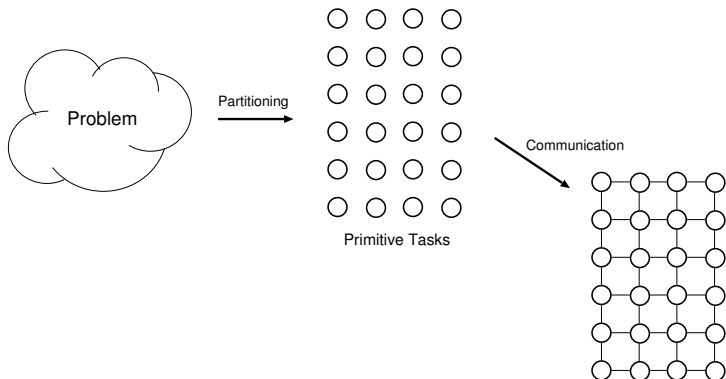 Problem
Partitioning
Primitive Tasks
Communication